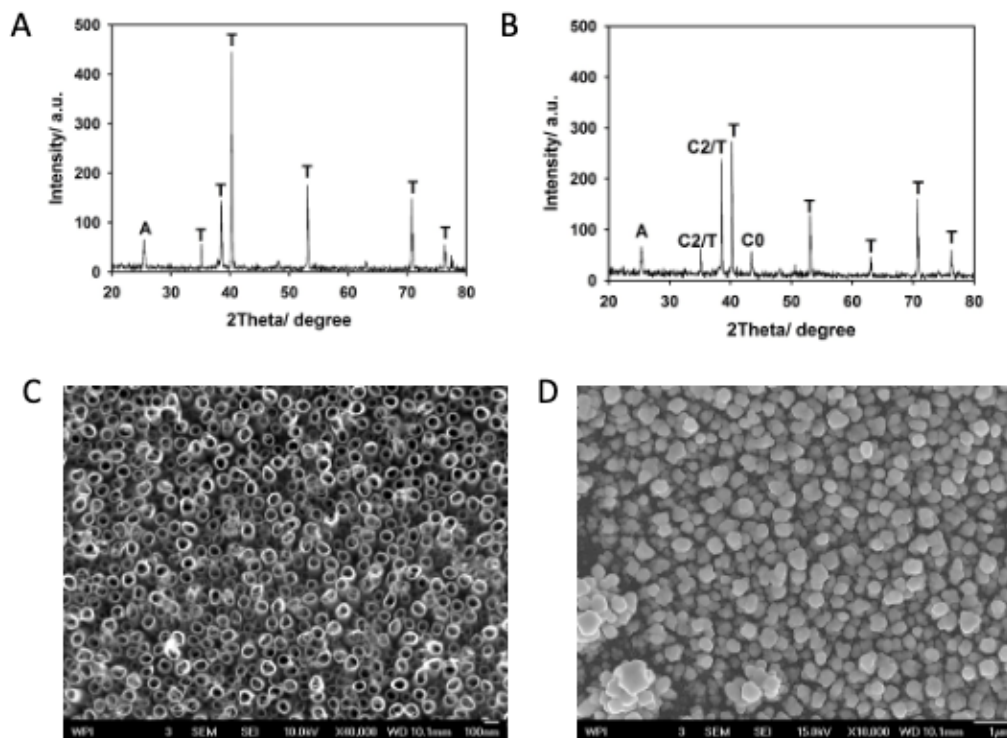 A
B
500
400
300
200
100
0
Intensity/ a.u.
A
T
T
T
T
T
T
20 30 40 50 60 70 80
2Theta/ degree
500
400
300
200
100
0
Intensity/ a.u.
A
C2/T
C2/T
T
C0
T
T
T
T
20 30 40 50 60 70 80
2Theta/ degree
C
D
WPI 3 SEM SEI 10.0kV X40,000 WD 10.1mm 100nm
WPI 3 SEM SEI 15.0kV X10,000 WD 10.1mm